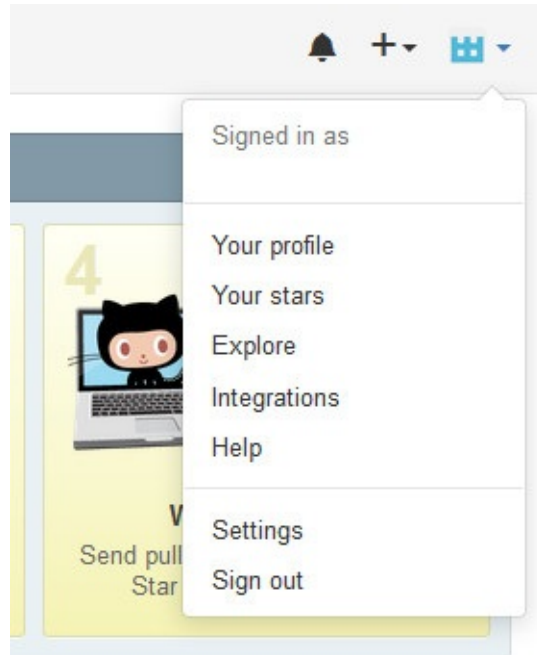 Signed in as
Your profile
Your stars
Explore
Integrations
Help
Settings
Sign out
4
Send pull
Star